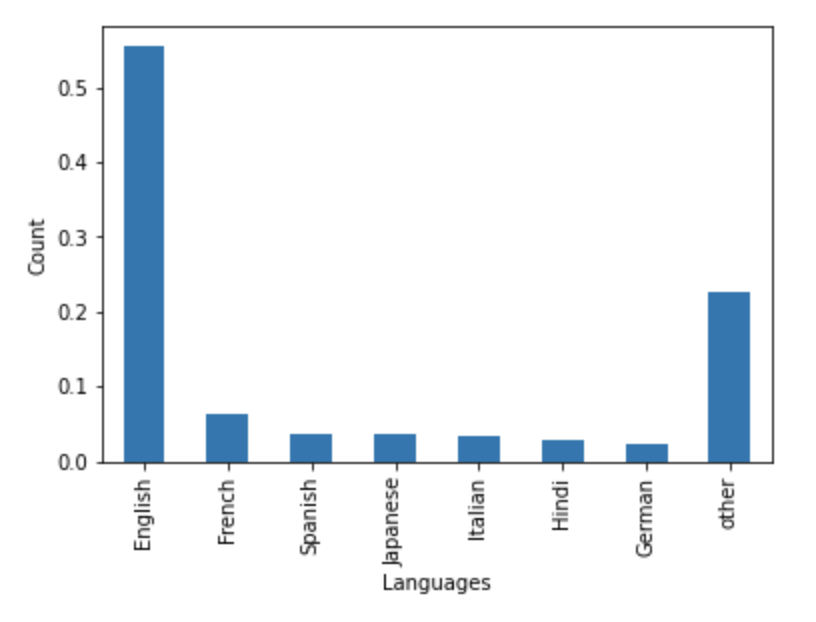 0.5
0.4
0.3
0.2
0.1
0.0
Count
English
French
Spanish
Japanese
Italian
Hindi
German
other
Languages